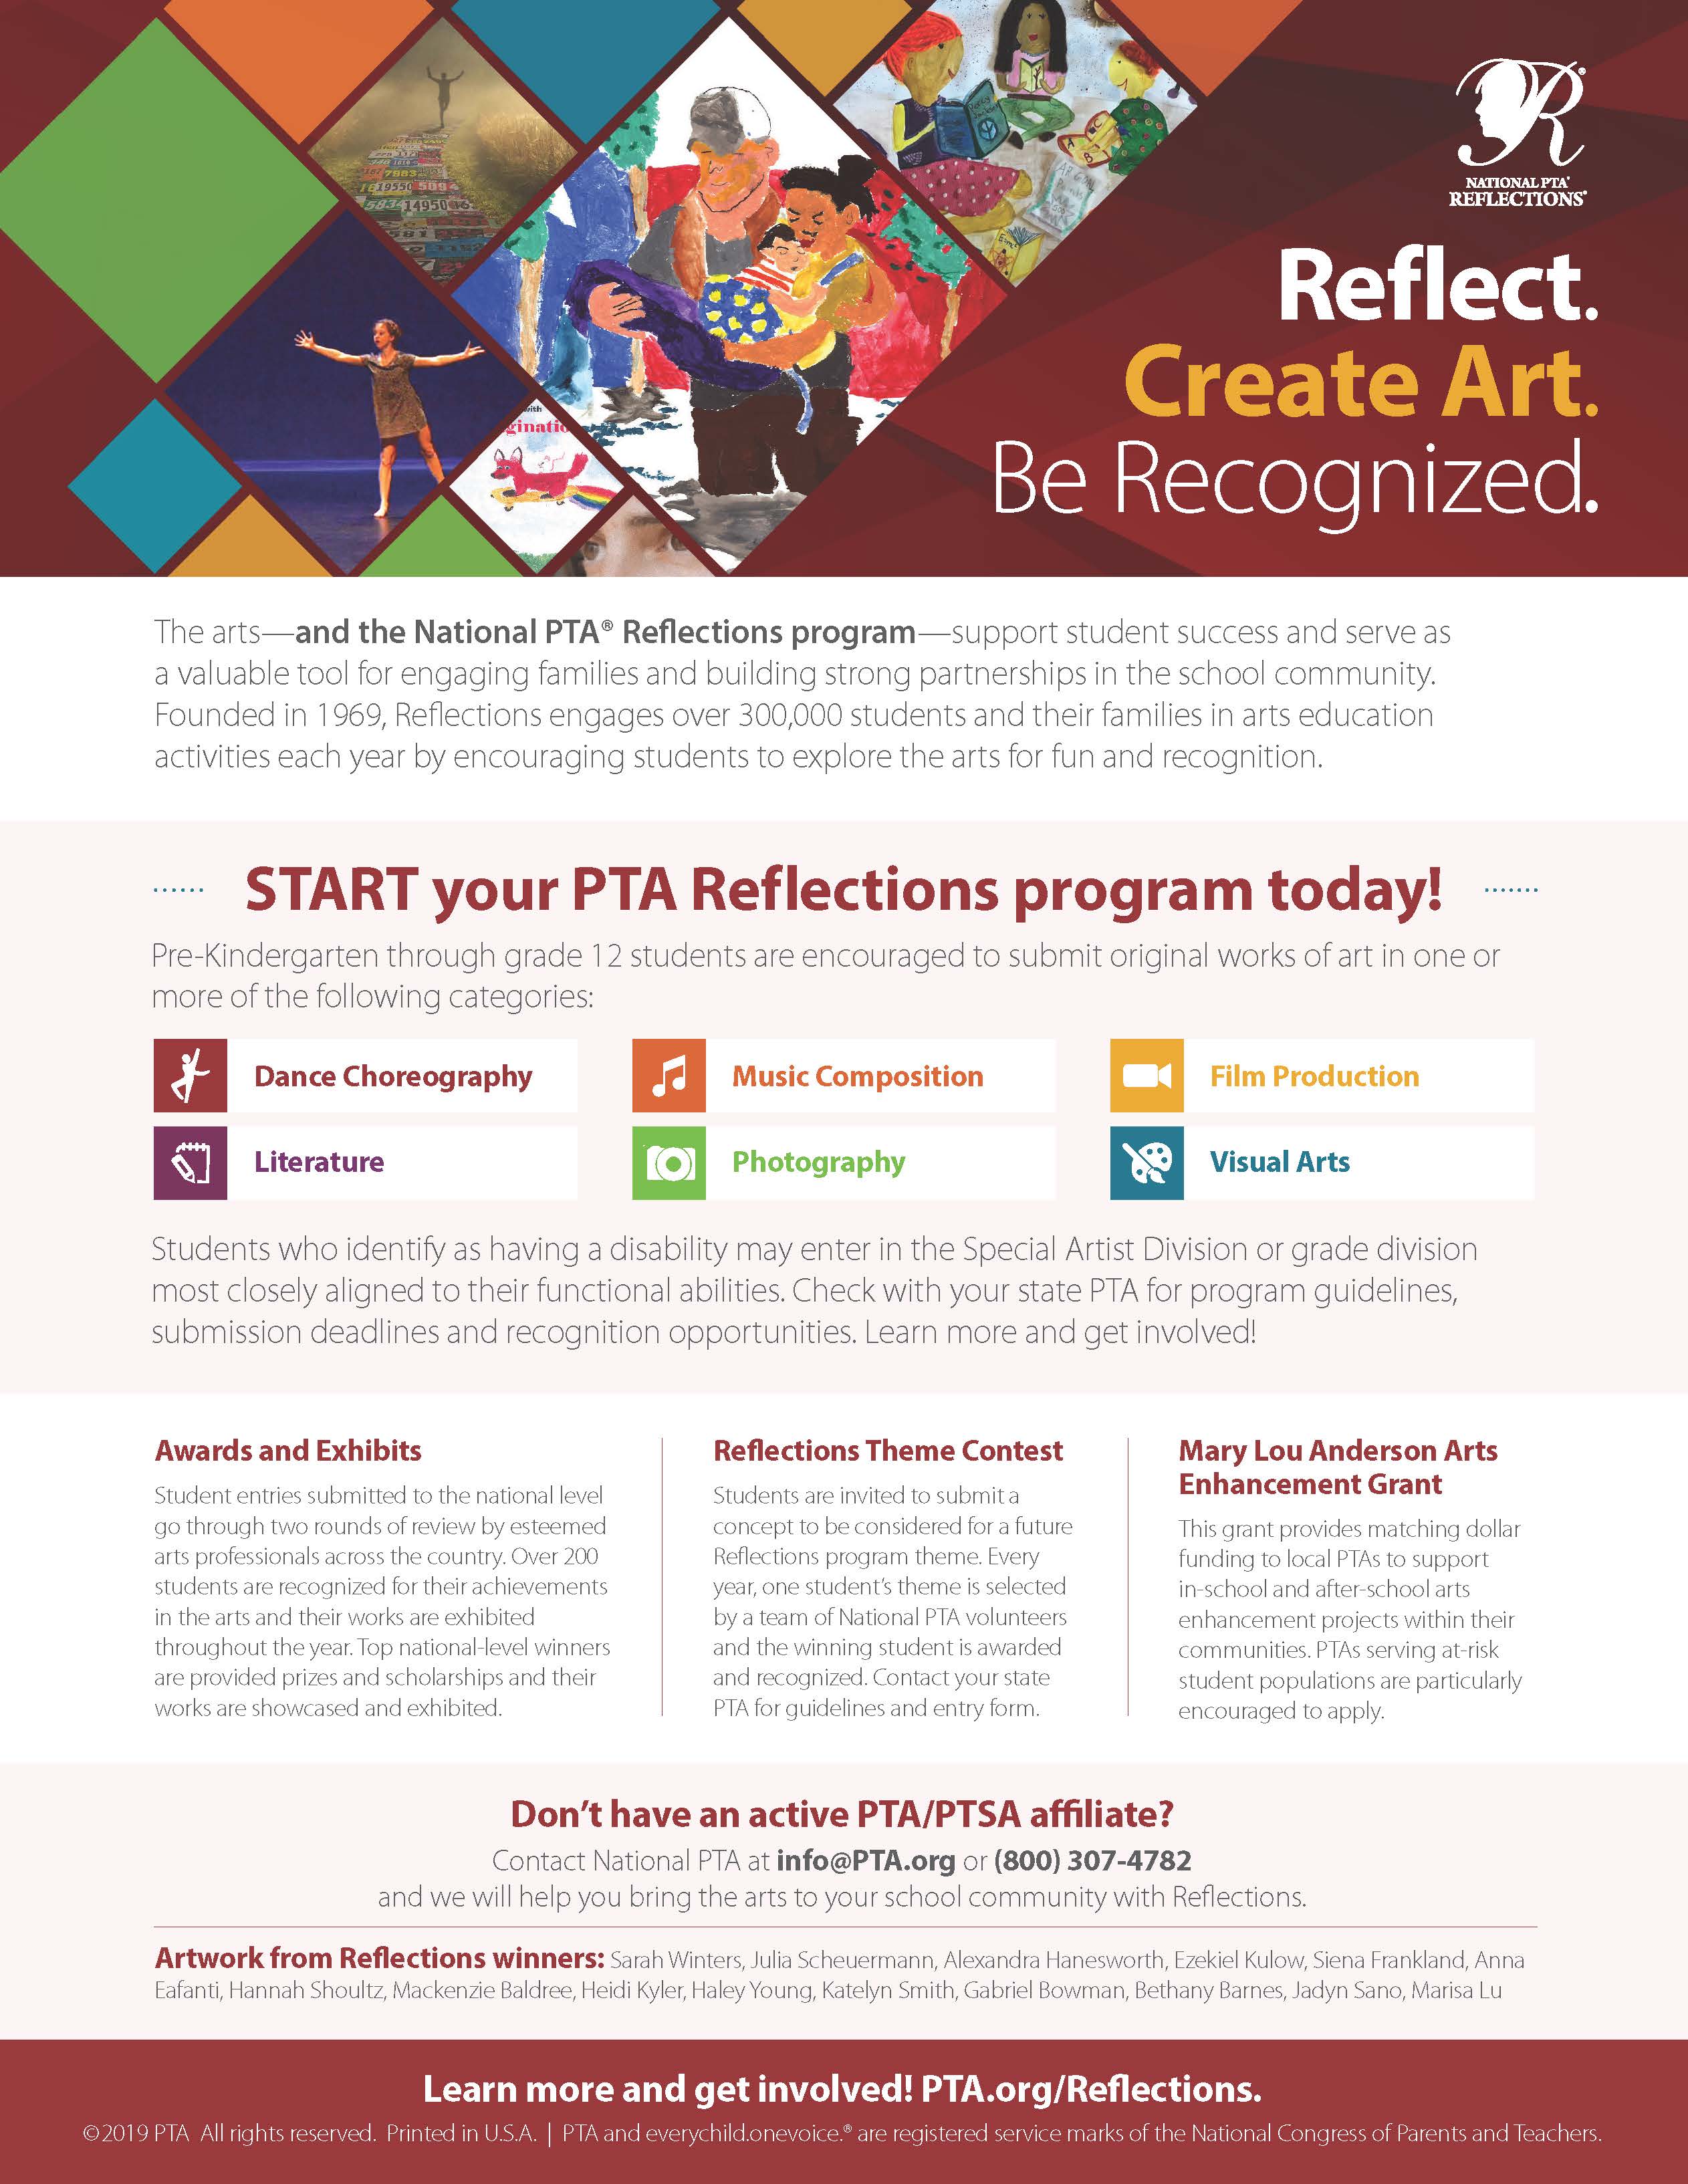 NATIONAL PTA®
REFLECTIONS®
Reflect.
Create Art.
Be Recognized.
The arts—and the National PTA® Reflections program—support student success and serve as
a valuable tool for engaging families and building strong partnerships in the school community.
Founded in 1969, Reflections engages over 300,000 students and their families in arts education
activities each year by encouraging students to explore the arts for fun and recognition.
START your PTA Reflections program today!
Pre-Kindergarten through grade 12 students are encouraged to submit original works of art in one or
more of the following categories:
Dance Choreography
Music Composition
Film Production
Literature
Photography
Visual Arts
Students who identify as having a disability may enter in the Special Artist Division or grade division
most closely aligned to their functional abilities. Check with your state PTA for program guidelines,
submission deadlines and recognition opportunities. Learn more and get involved!
Awards and Exhibits
Student entries submitted to the national level
go through two rounds of review by esteemed
arts professionals across the country. Over 200
students are recognized for their achievements
in the arts and their works are exhibited
throughout the year. Top national-level winners
are provided prizes and scholarships and their
works are showcased and exhibited.
Reflections Theme Contest
Students are invited to submit a
concept to be considered for a future
Reflections program theme. Every
year, one student's theme is selected
by a team of National PTA volunteers
and the winning student is awarded
and recognized. Contact your state
PTA for guidelines and entry form.
Mary Lou Anderson Arts
Enhancement Grant
This grant provides matching dollar
funding to local PTAs to support
in-school and after-school arts
enhancement projects within their
communities. PTAs serving at-risk
student populations are particularly
encouraged to apply.
Don't have an active PTA/PTSA affiliate?
Contact National PTA at info@PTA.org or (800) 307-4782
and we will help you bring the arts to your school community with Reflections.
Artwork from Reflections winners: Sarah Winters, Julia Scheuermann, Alexandra Hanesworth, Ezekiel Kulow, Siena Frankland, Anna
Eafanti, Hannah Shoultz, Mackenzie Baldree, Heidi Kyler, Haley Young, Katelyn Smith, Gabriel Bowman, Bethany Barnes, Jadyn Sano, Marisa Lu
Learn more and get involved! PTA.org/Reflections.
©2019 PTA All rights reserved. Printed in U.S.A. | PTA and everychild.onevoice.® are registered service marks of the National Congress of Parents and Teachers.